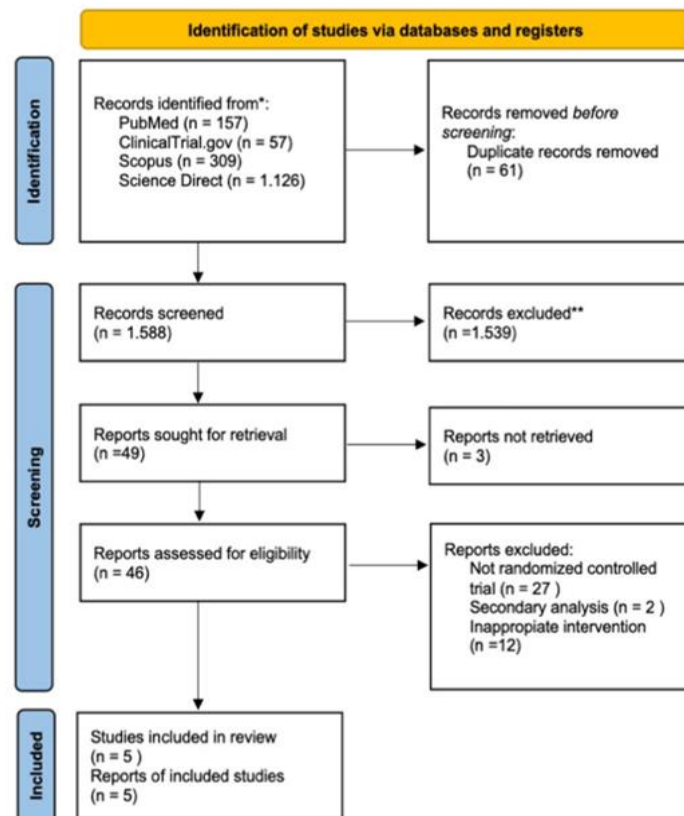 Identification of studies via databases and registers
Identification
Records identified from*:
PubMed (n = 157)
ClinicalTrial.gov (n = 57)
Scopus (n = 309)
Science Direct (n = 1.126)
Records removed before
screening:
Duplicate records removed
(n = 61)
Screening
Records screened
(n = 1.588)
Records excluded**
(n =1.539)
Reports sought for retrieval
(n =49)
Reports not retrieved
(n = 3)
Reports assessed for eligibility
(n = 46)
Reports excluded:
Not randomized controlled
trial (n = 27 )
Secondary analysis (n = 2 )
Inappropiate intervention
(n =12)
Included
Studies included in review
(n = 5 )
Reports of included studies
(n = 5)